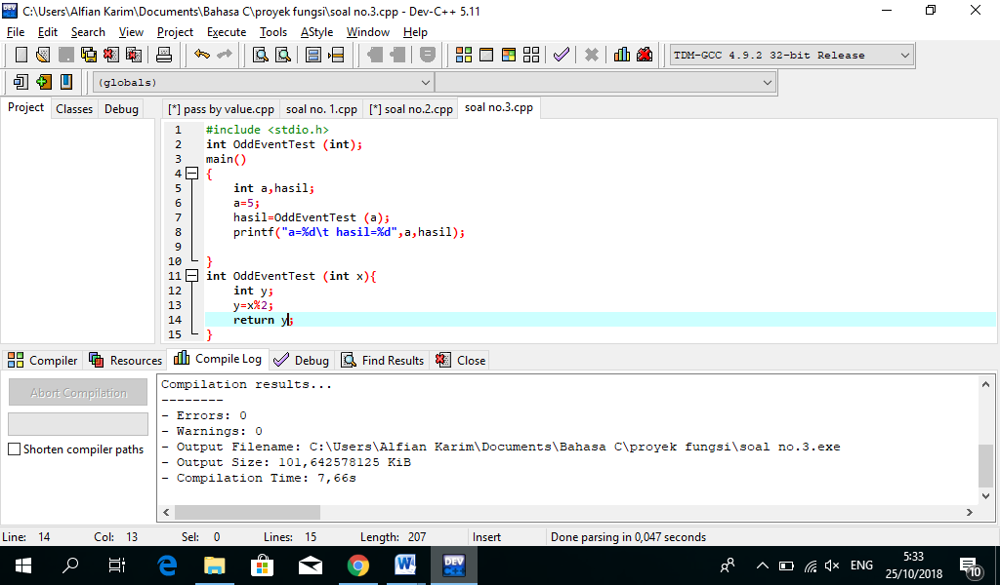 C:\Users\Alfian Karim\Documents\Bahasa C\proyek fungsi\soal no.3.cpp - Dev-C++ 5.11
File Edit Search View Project Execute Tools AStyle Window Help
TDM-GCC 4.9.2 32-bit Release
(globals)
Project Classes Debug
[*] pass by value.cpp soal no. 1.cpp [*] soal no.2.cpp soal no.3.cpp
1 #include <stdio.h>
2 int OddEventTest (int);
3 main()
4 {
5 int a,hasil;
6 a=5;
7 hasil=OddEventTest (a);
8 printf("a=%d\t hasil=%d",a,hasil);
9
10 }
11 int OddEventTest (int x){
12 int y;
13 y=x%2;
14 return y;
15 }
Compiler Resources Compile Log Debug Find Results Close
Abort Compilation
Shorten compiler paths
Compilation results...
--------
- Errors: 0
- Warnings: 0
- Output Filename: C:\Users\Alfian Karim\Documents\Bahasa C\proyek fungsi\soal no.3.exe
- Output Size: 101,642578125 KiB
- Compilation Time: 7,66s
Line: 14 Col: 13 Sel: 0 Lines: 15 Length: 207 Insert Done parsing in 0,047 seconds
DEV
ENG
5:33
25/10/2018
10